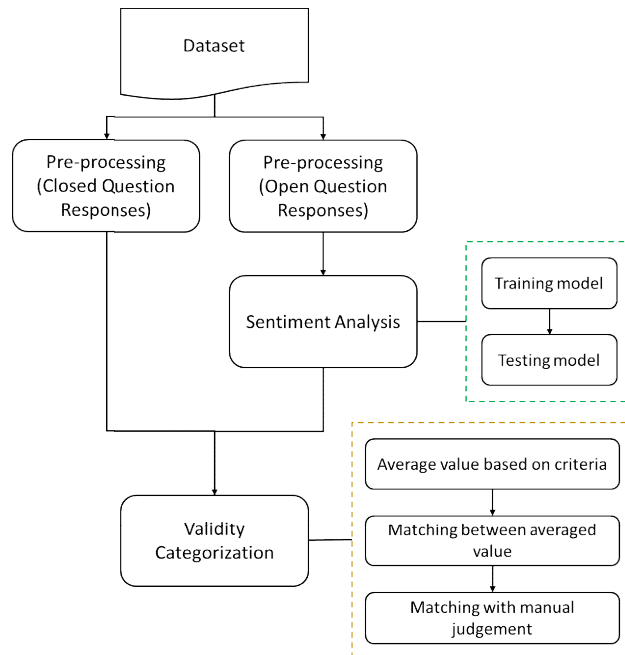 Dataset
Pre-processing
(Closed Question
Responses)
Pre-processing
(Open Question
Responses)
Sentiment Analysis
Training model
Testing model
Validity
Categorization
Average value based on criteria
Matching between averaged
value
Matching with manual
judgement